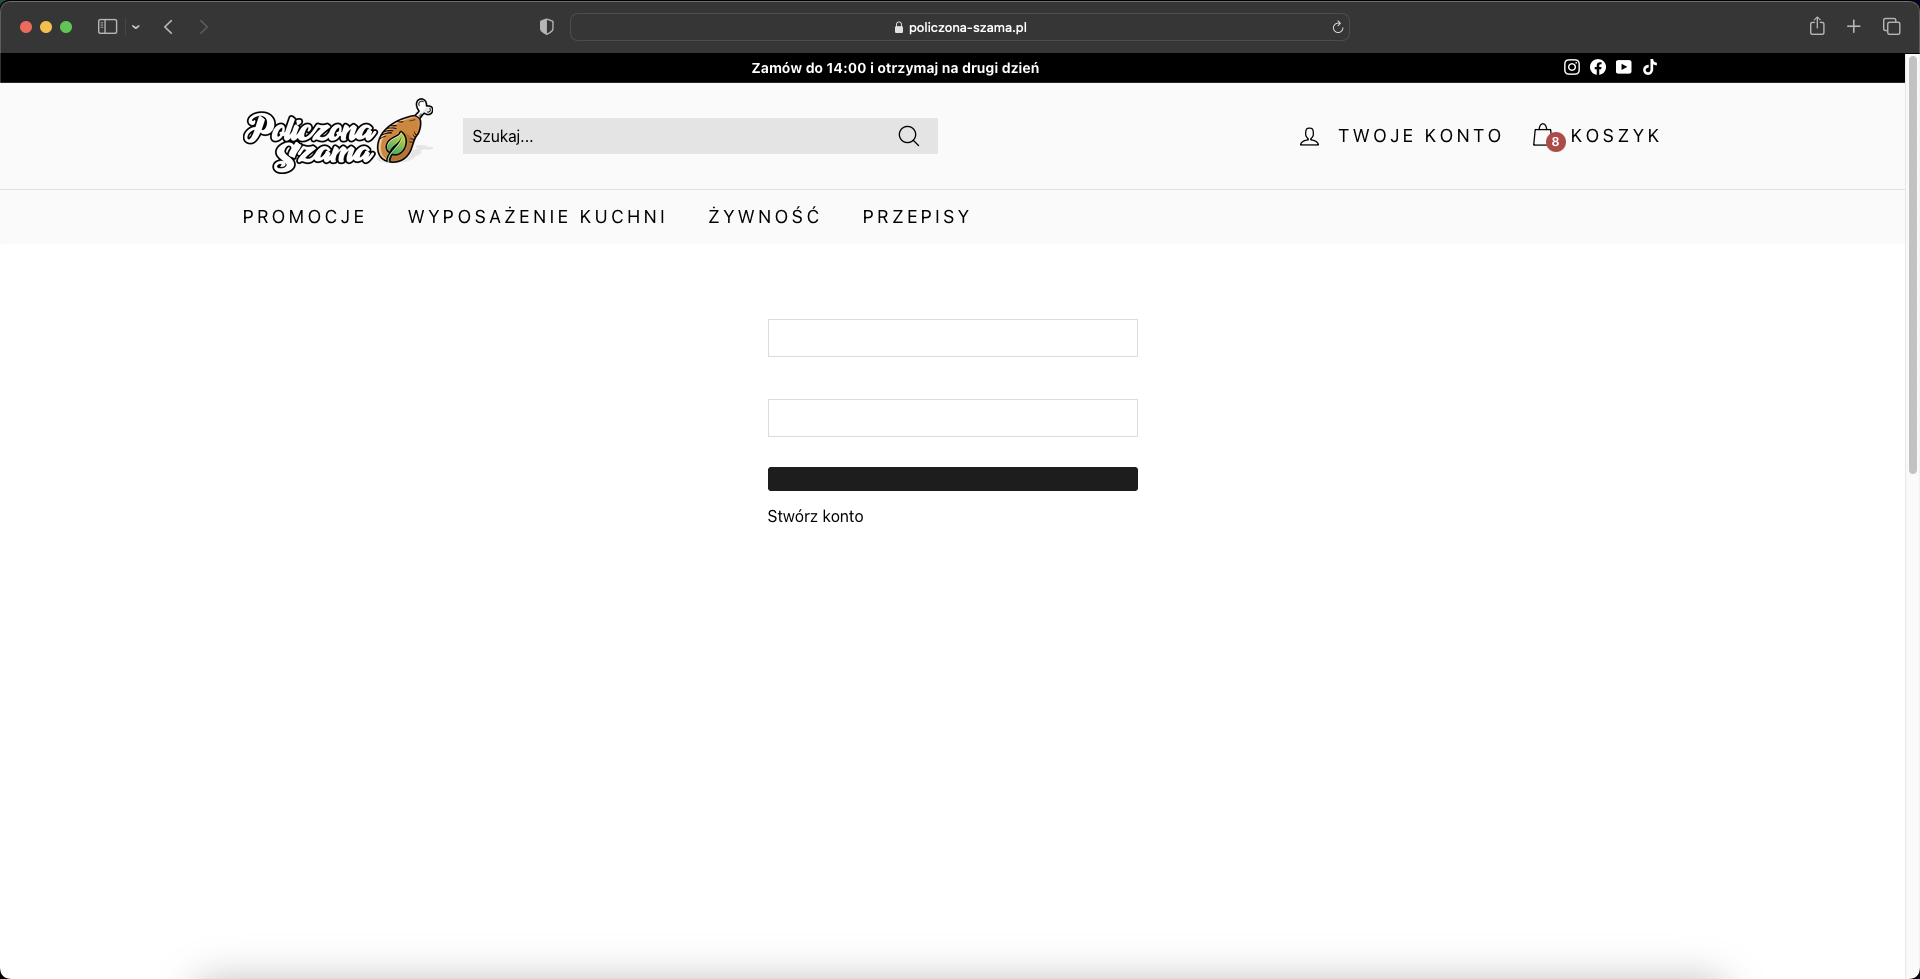 policzona-szama.pl
Zamów do 14:00 i otrzymaj na drugi dzień
Policzona
Szama
Szukaj...
TWOJE KONTO
8
KOSZYK
PROMOCJE
WYPOSAŻENIE KUCHNI
ŻYWNOŚĆ
PRZEPISY
Stwórz konto